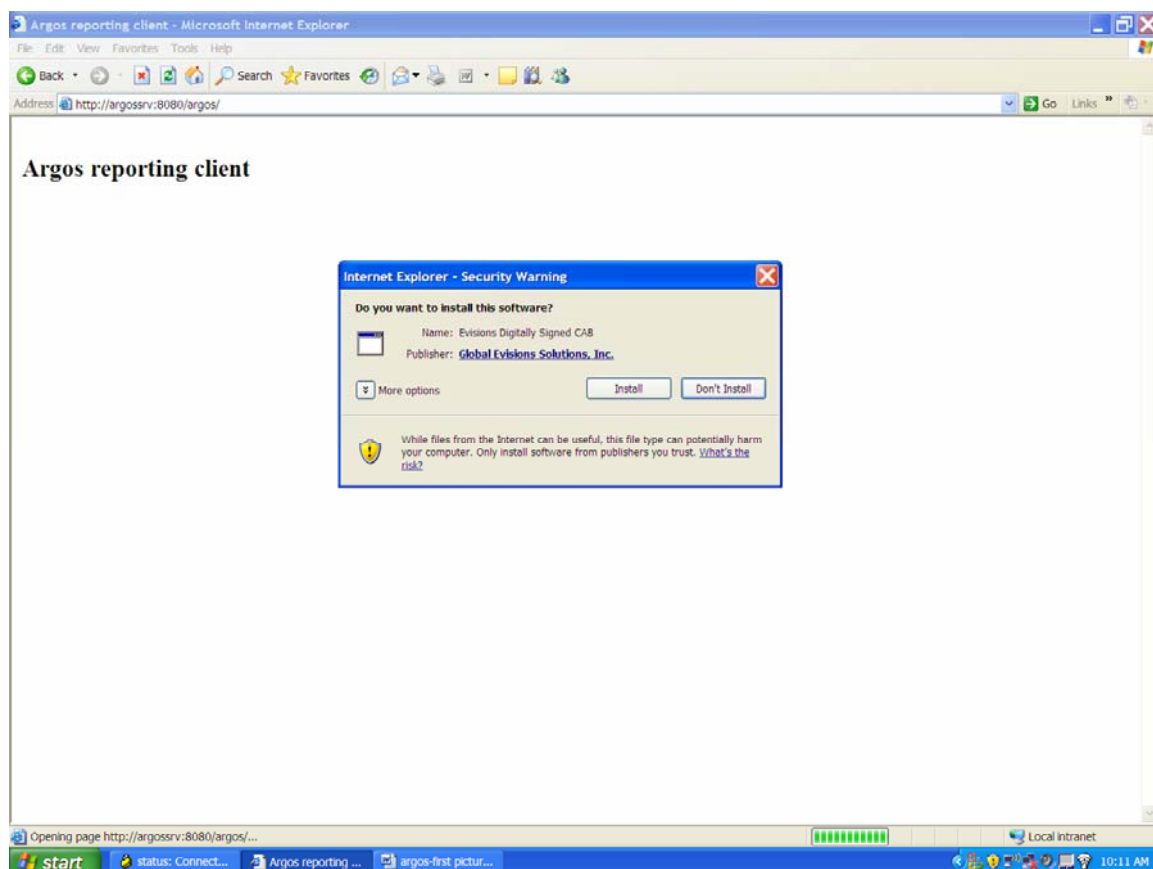 Argos reporting client - Microsoft Internet Explorer
File Edit View Favorites Tools Help
Back Search Favorites
Address http://argossrv:8080/argos/ Go Links »
Argos reporting client
Internet Explorer - Security Warning
Do you want to install this software?
Name: Evisions Digitally Signed CAB
Publisher: Global Evisions Solutions, Inc.
More options Install Don't Install
While files from the Internet can be useful, this file type can potentially harm
your computer. Only install software from publishers you trust. What's the
risk?
Opening page http://argossrv:8080/argos/... Local intranet
start status: Connect... Argos reporting ... argos-first pictur... 10:11 AM